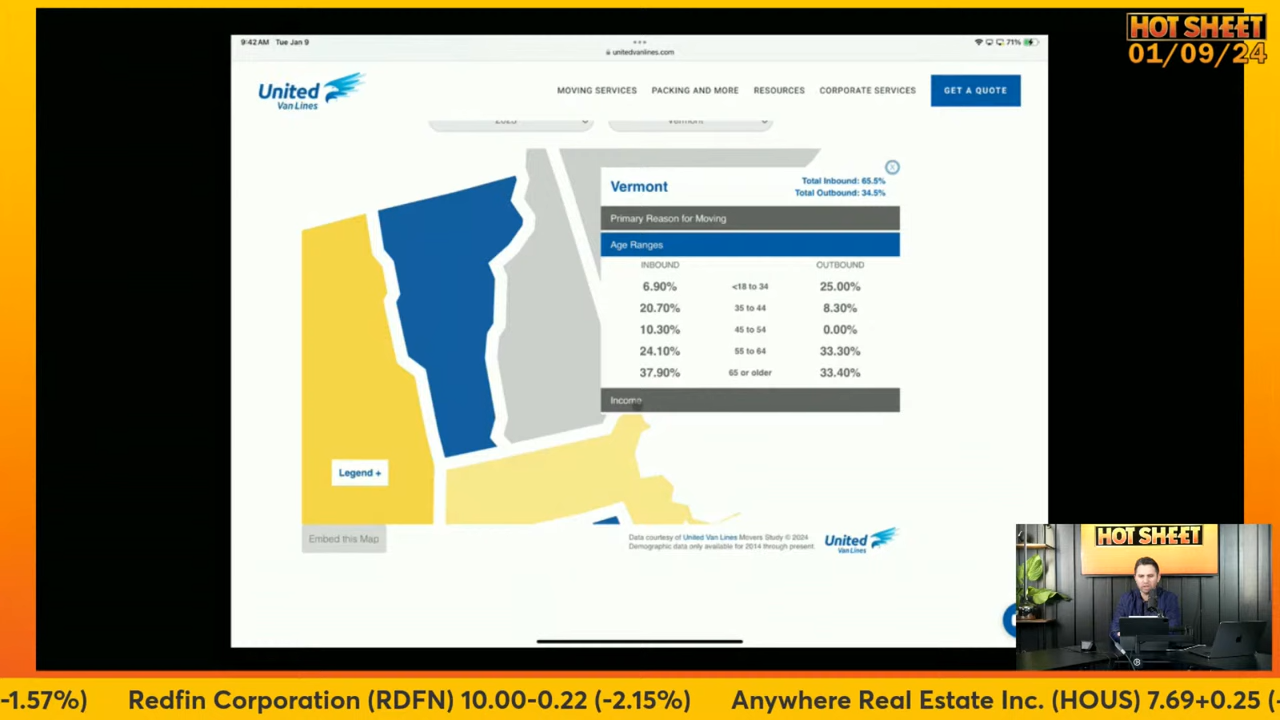 HOT SHEET
01/09/24
9:42 AM Tue Jan 9
71%
unitedvanlines.com
United
Van Lines
MOVING SERVICES
PACKING AND MORE
RESOURCES
CORPORATE SERVICES
GET A QUOTE
2023
Vermont
Vermont
Total Inbound: 65.5%
Total Outbound: 34.5%
Primary Reason for Moving
Age Ranges
INBOUND OUTBOUND
6.90% <18 to 34 25.00%
20.70% 35 to 44 8.30%
10.30% 45 to 54 0.00%
24.10% 55 to 64 33.30%
37.90% 65 or older 33.40%
Income
Legend +
Embed this Map
Data courtesy of United Van Lines Movers Study © 2024
Demographic data only available for 2014 through present.
United
Van Lines
HOT SHEET
-1.57%) Redfin Corporation (RDFN) 10.00-0.22 (-2.15%) Anywhere Real Estate Inc. (HOUS) 7.69+0.25 (